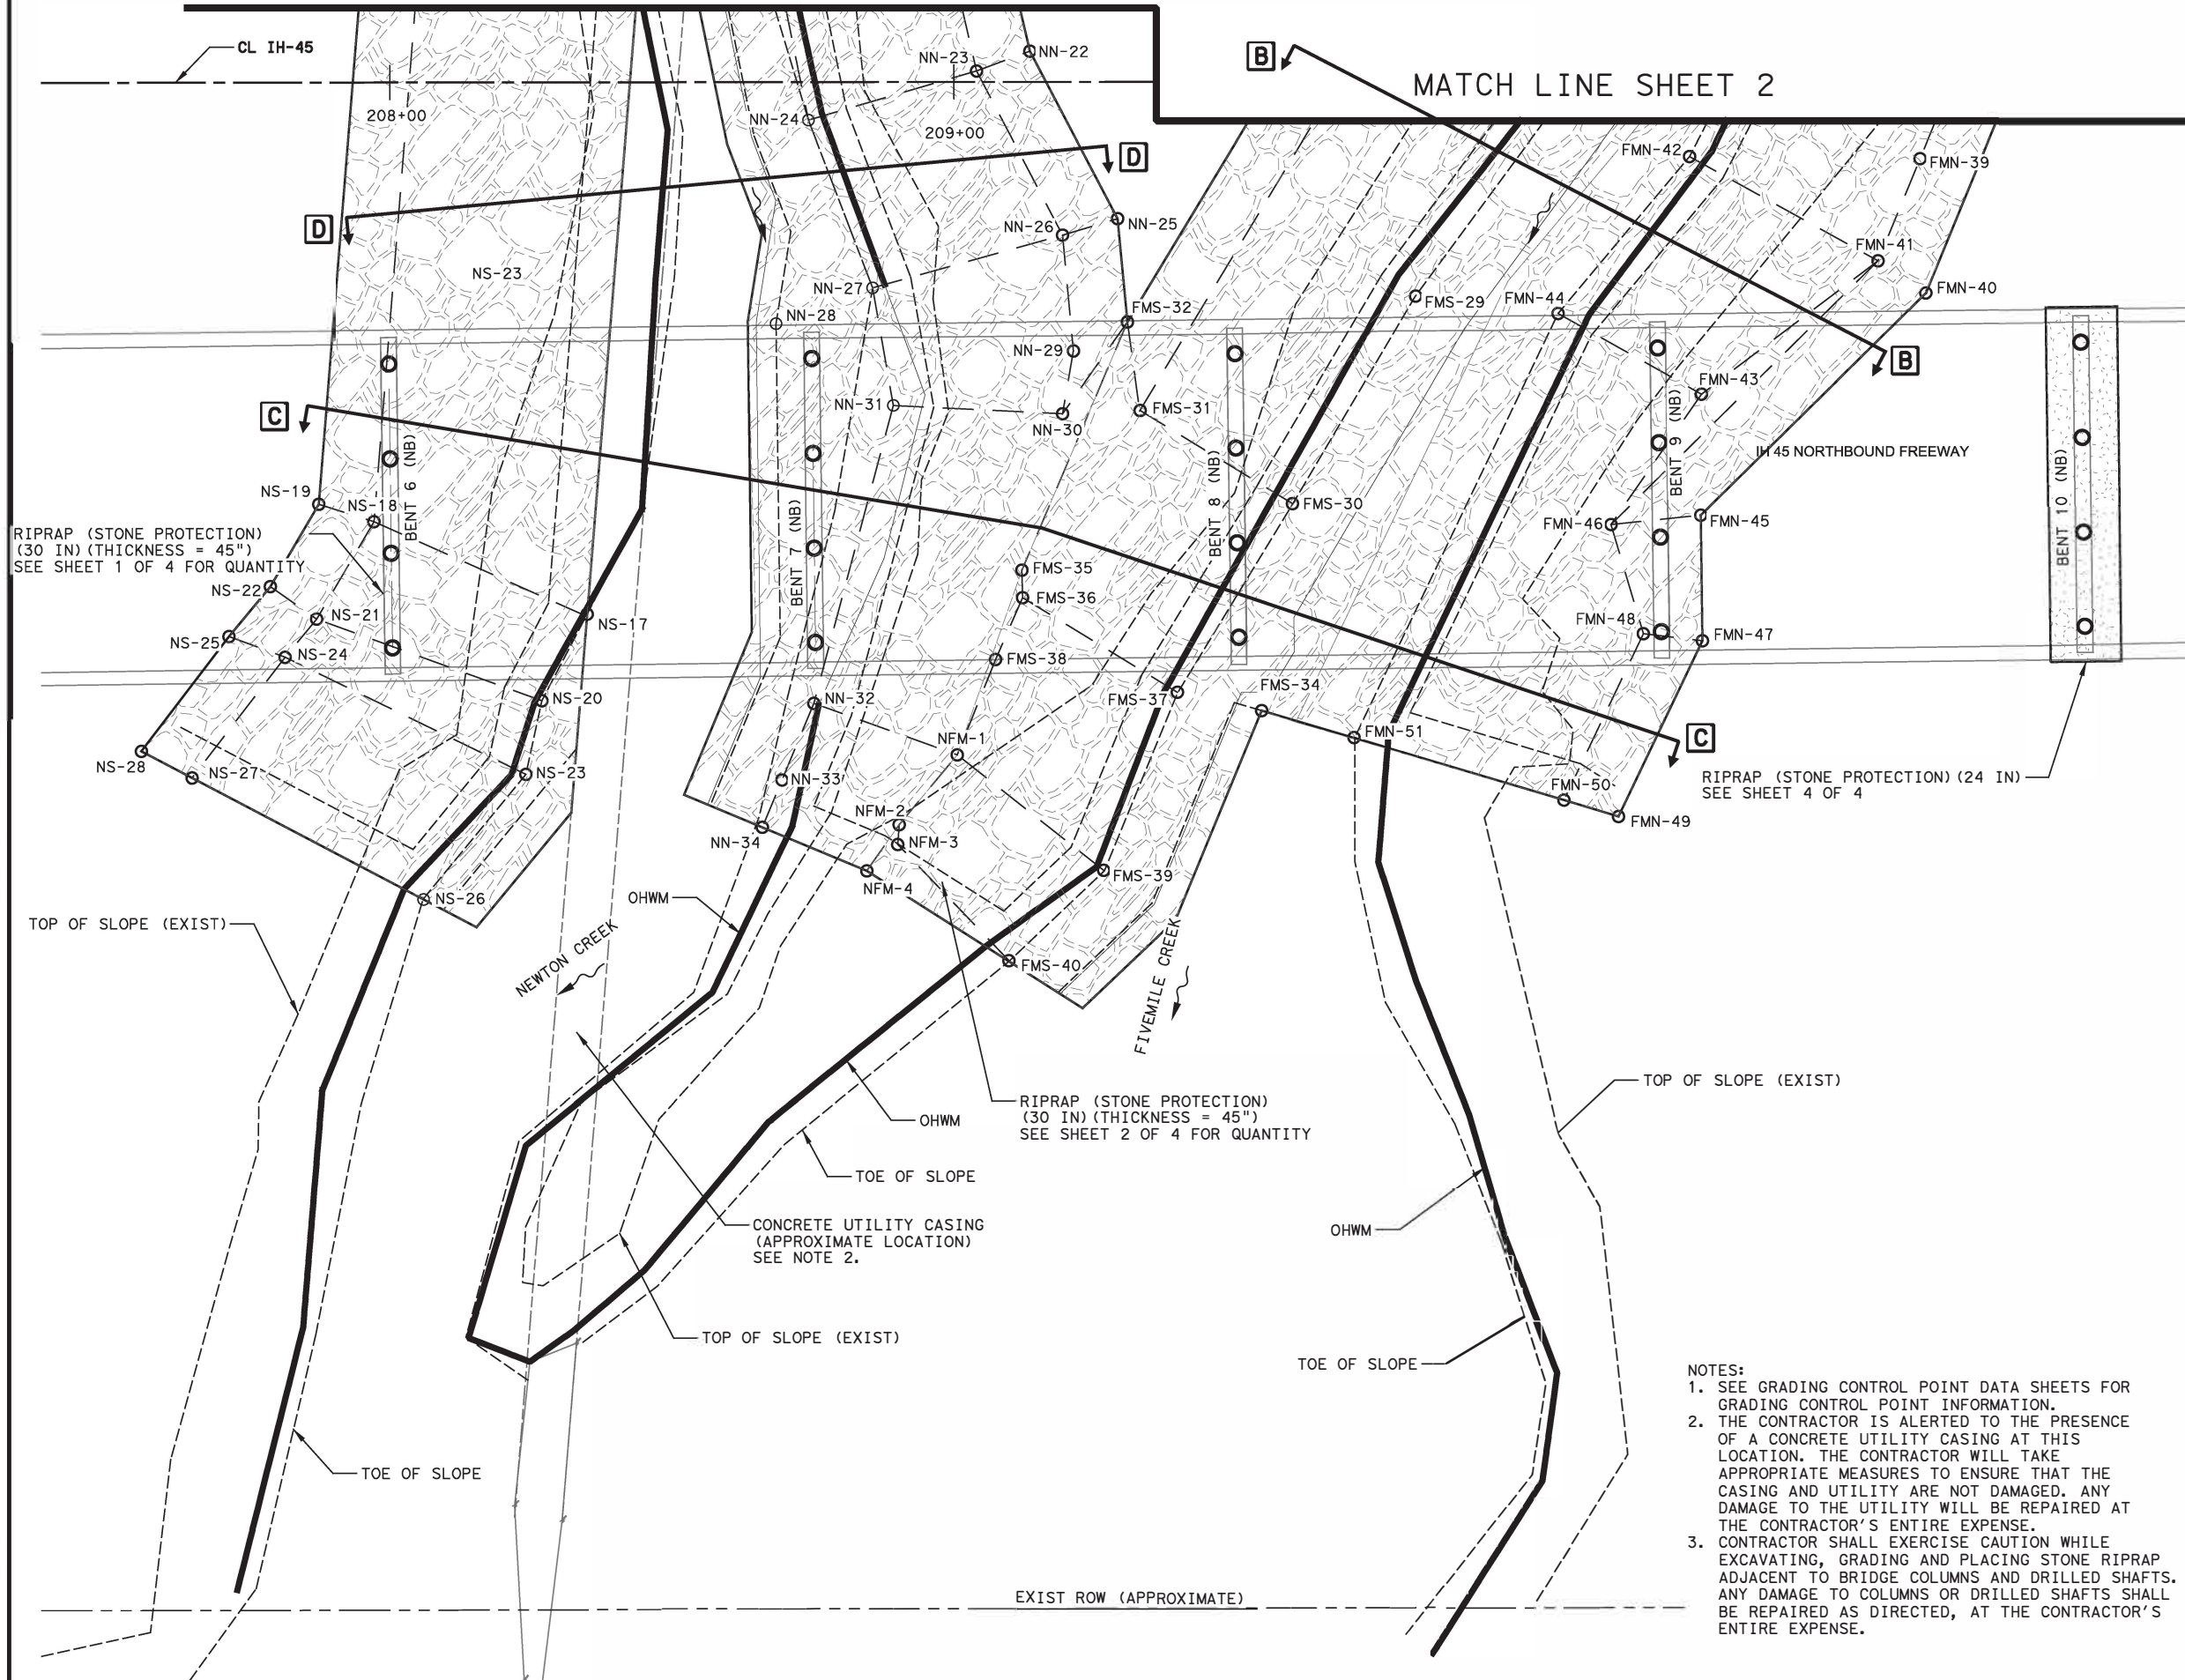 CL IH-45
NN-23
NN-22
B
MATCH LINE SHEET 2
208+00
NN-24
209+00
D
FMN-42
FMN-39
D
NN-26
NN-25
FMN-41
NS-23
NN-27
FMS-29
FMN-44
FMN-40
NN-28
FMS-32
NN-29
B
FMN-43
C
NN-31
NN-30
FMS-31
BENT 6 (NB)
BENT 7 (NB)
BENT 8 (NB)
BENT 9 (NB)
IH 45 NORTHBOUND FREEWAY
BENT 10 (NB)
NS-19
NS-18
FMS-30
FMN-46
FMN-45
RIPRAP (STONE PROTECTION)
(30 IN)(THICKNESS = 45")
SEE SHEET 1 OF 4 FOR QUANTITY
FMS-35
FMS-36
NS-22
NS-21
NS-17
FMN-48
FMN-47
NS-25
NS-24
FMS-38
NS-20
NN-32
FMS-37
FMS-34
FMN-51
C
NFM-1
NS-28
NS-27
NS-23
NN-33
FMN-50
RIPRAP (STONE PROTECTION)(24 IN)
SEE SHEET 4 OF 4
NFM-2
FMN-49
NN-34
NFM-3
FMS-39
NFM-4
NS-26
OHWM
TOP OF SLOPE (EXIST)
NEWTON CREEK
FMS-40
FIVEMILE CREEK
TOP OF SLOPE (EXIST)
RIPRAP (STONE PROTECTION)
(30 IN)(THICKNESS = 45")
SEE SHEET 2 OF 4 FOR QUANTITY
OHWM
TOE OF SLOPE
CONCRETE UTILITY CASING
(APPROXIMATE LOCATION)
SEE NOTE 2.
OHWM
TOP OF SLOPE (EXIST)
TOE OF SLOPE
TOE OF SLOPE
NOTES:
1. SEE GRADING CONTROL POINT DATA SHEETS FOR
GRADING CONTROL POINT INFORMATION.
2. THE CONTRACTOR IS ALERTED TO THE PRESENCE
OF A CONCRETE UTILITY CASING AT THIS
LOCATION. THE CONTRACTOR WILL TAKE
APPROPRIATE MEASURES TO ENSURE THAT THE
CASING AND UTILITY ARE NOT DAMAGED. ANY
DAMAGE TO THE UTILITY WILL BE REPAIRED AT
THE CONTRACTOR'S ENTIRE EXPENSE.
3. CONTRACTOR SHALL EXERCISE CAUTION WHILE
EXCAVATING, GRADING AND PLACING STONE RIPRAP
ADJACENT TO BRIDGE COLUMNS AND DRILLED SHAFTS.
ANY DAMAGE TO COLUMNS OR DRILLED SHAFTS SHALL
BE REPAIRED AS DIRECTED, AT THE CONTRACTOR'S
ENTIRE EXPENSE.
EXIST ROW (APPROXIMATE)